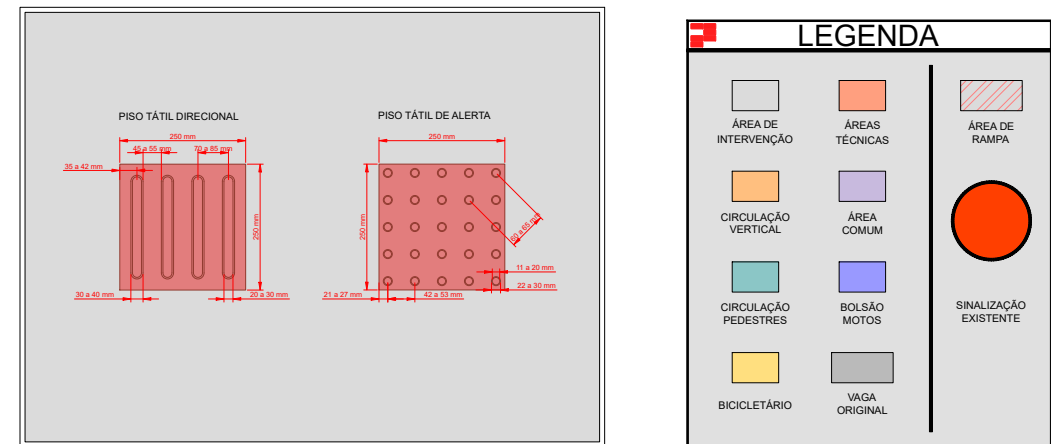 PISO TÁTIL DIRECIONAL
250 mm
45 a 55 mm
70 a 85 mm
35 a 42 mm
250 mm
30 a 40 mm
20 a 30 mm
PISO TÁTIL DE ALERTA
250 mm
250 mm
60 a 65 mm
11 a 20 mm
22 a 30 mm
21 a 27 mm
42 a 53 mm
LEGENDA
ÁREA DE
INTERVENÇÃO
ÁREAS
TÉCNICAS
ÁREA DE
RAMPA
CIRCULAÇÃO
VERTICAL
ÁREA
COMUM
CIRCULAÇÃO
PEDESTRES
BOLSÃO
MOTOS
SINALIZAÇÃO
EXISTENTE
BICICLETÁRIO
VAGA
ORIGINAL